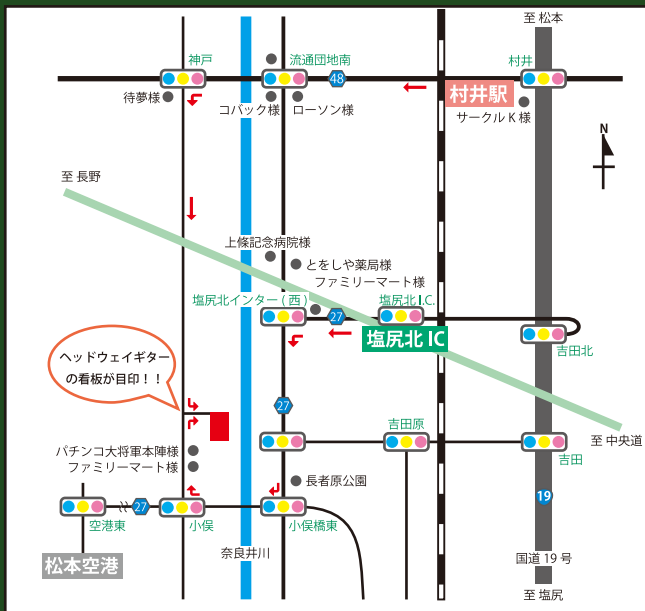 至 松本
神戸
流通団地南
村井
48
待夢様
コバック様
ローソン様
村井駅
サークル K 様
N
至 長野
上條記念病院様
とをしや薬局様
ファミリーマート様
塩尻北インター ( 西 )
塩尻北 I.C.
27
塩尻北 IC
吉田北
ヘッドウェイギター
の看板が目印！！
27
吉田原
至 中央道
吉田
パチンコ大将軍本陣様
ファミリーマート様
長者原公園
19
27
空港東
小俣
小俣橋東
松本空港
奈良井川
国道 19 号
至 塩尻